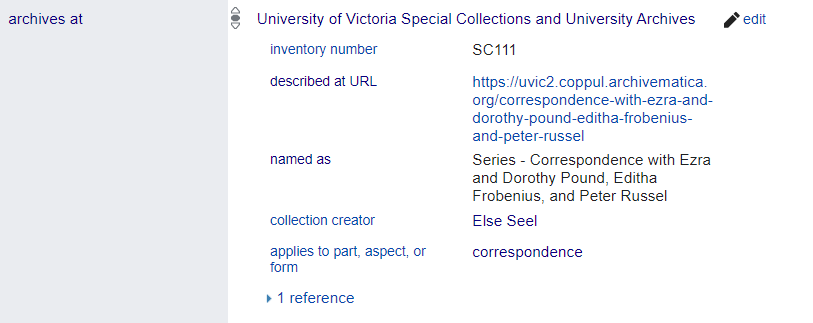 archives at
University of Victoria Special Collections and University Archives
edit
inventory number
SC111
described at URL
https://uvic2.coppul.archivematica.
org/correspondence-with-ezra-and-
dorothy-pound-editha-frobenius-
and-peter-russel
named as
Series - Correspondence with Ezra
and Dorothy Pound, Editha
Frobenius, and Peter Russel
collection creator
Else Seel
applies to part, aspect, or
form
correspondence
1 reference